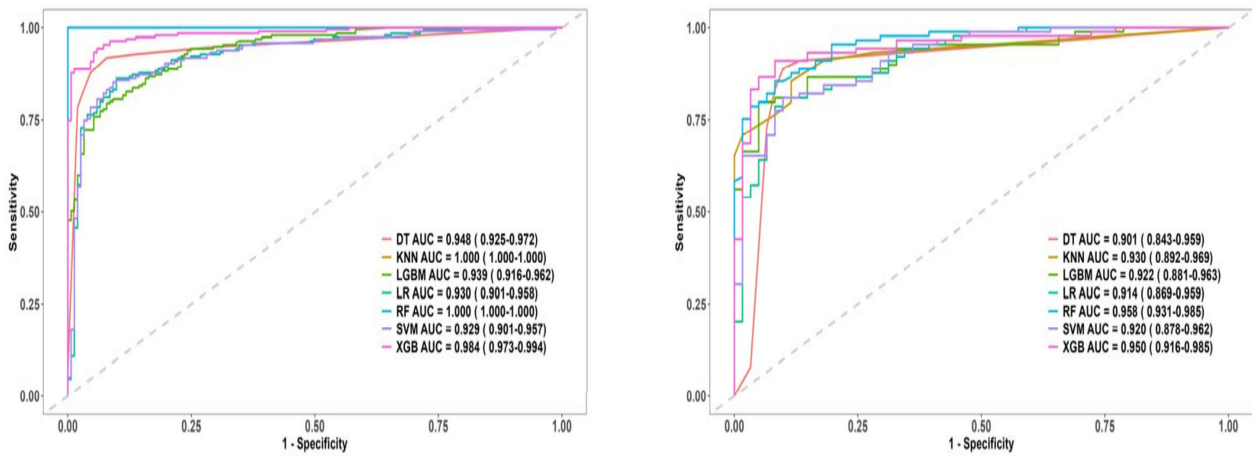 1.00
0.75
0.50
0.25
0.00
Sensitivity
DT AUC = 0.948 ( 0.925-0.972)
KNN AUC = 1.000 ( 1.000-1.000)
LGBM AUC = 0.939 ( 0.916-0.962)
LR AUC = 0.930 ( 0.901-0.958)
RF AUC = 1.000 ( 1.000-1.000)
SVM AUC = 0.929 ( 0.901-0.957)
XGB AUC = 0.984 ( 0.973-0.994)
0.00 0.25 0.50 0.75 1.00
1 - Specificity
1.00
0.75
0.50
0.25
0.00
Sensitivity
DT AUC = 0.901 ( 0.843-0.959)
KNN AUC = 0.930 ( 0.892-0.969)
LGBM AUC = 0.922 ( 0.881-0.963)
LR AUC = 0.914 ( 0.869-0.959)
RF AUC = 0.958 ( 0.931-0.985)
SVM AUC = 0.920 ( 0.878-0.962)
XGB AUC = 0.950 ( 0.916-0.985)
0.00 0.25 0.50 0.75 1.00
1 - Specificity